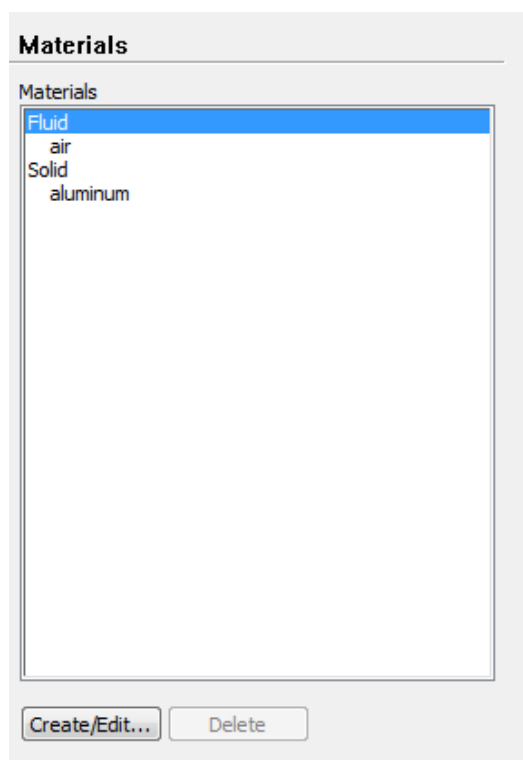 Materials
Materials
Fluid
air
Solid
aluminum
Create/Edit... Delete